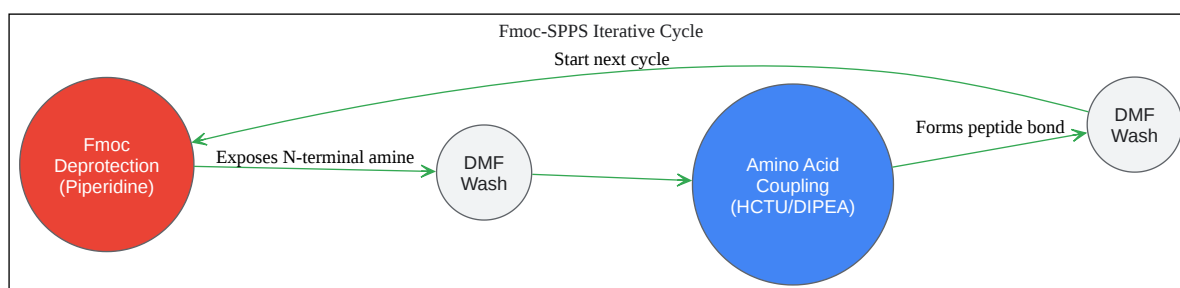 Fmoc-SPPS Iterative Cycle
Start next cycle
Fmoc
Deprotection
(Piperidine)
Exposes N-terminal amine
DMF
Wash
Amino Acid
Coupling
(HCTU/DIPEA)
Forms peptide bond
DMF
Wash